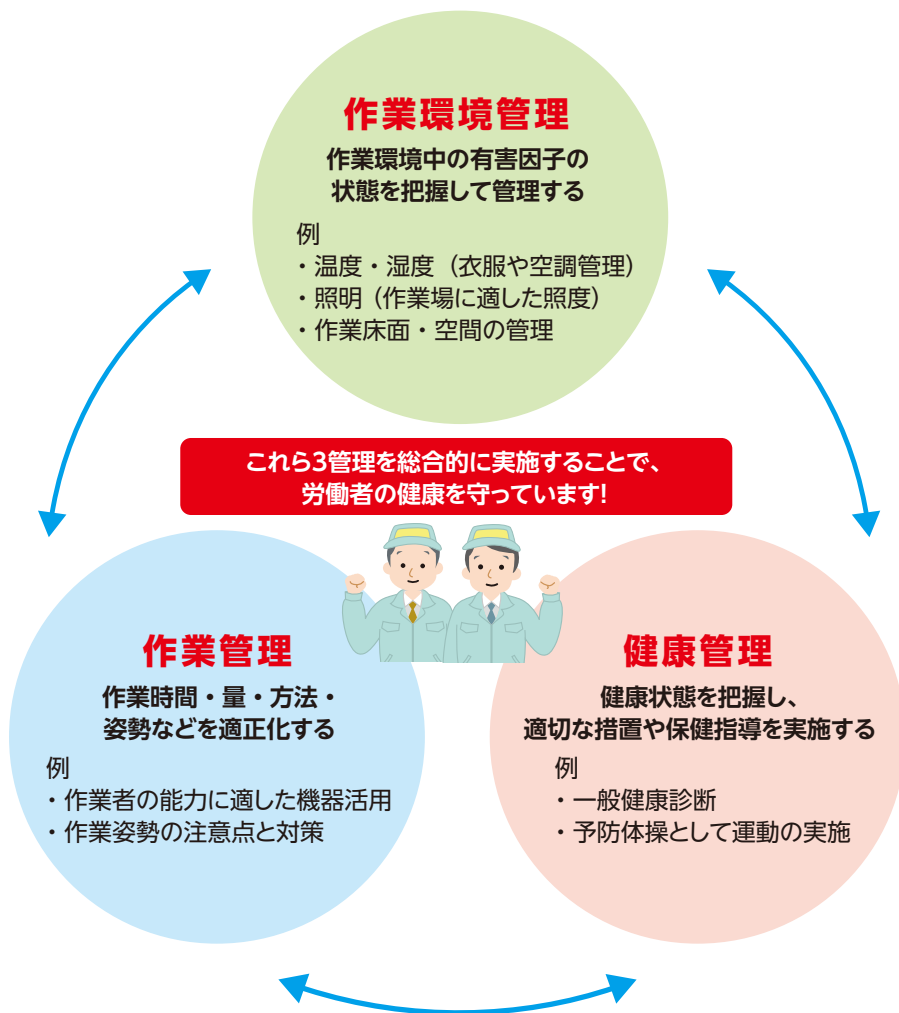 作業環境管理
作業環境中の有害因子の
状態を把握して管理する
例
・温度・湿度（衣服や空調管理）
・照明（作業場に適した照度）
・作業床面・空間の管理
これら3管理を総合的に実施することで、
労働者の健康を守っています!
作業管理
作業時間・量・方法・
姿勢などを適正化する
例
・作業者の能力に適した機器活用
・作業姿勢の注意点と対策
健康管理
健康状態を把握し、
適切な措置や保健指導を実施する
例
・一般健康診断
・予防体操として運動の実施